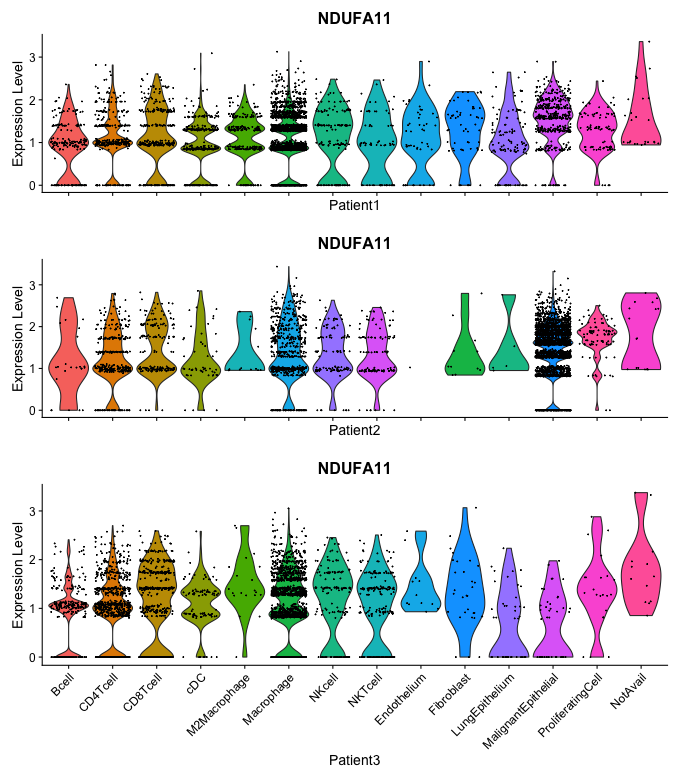 NDUFA11
Expression Level
3
2
1
0
Patient1
NDUFA11
Expression Level
3
2
1
0
Patient2
NDUFA11
Expression Level
3
2
1
0
Bcell
CD4Tcell
CD8Tcell
cDC
M2Macrophage
Macrophage
NKcell
NKTcell
Endothelium
Fibroblast
LungEpithelium
MalignantEpithelial
ProliferatingCell
NotAvail
Patient3